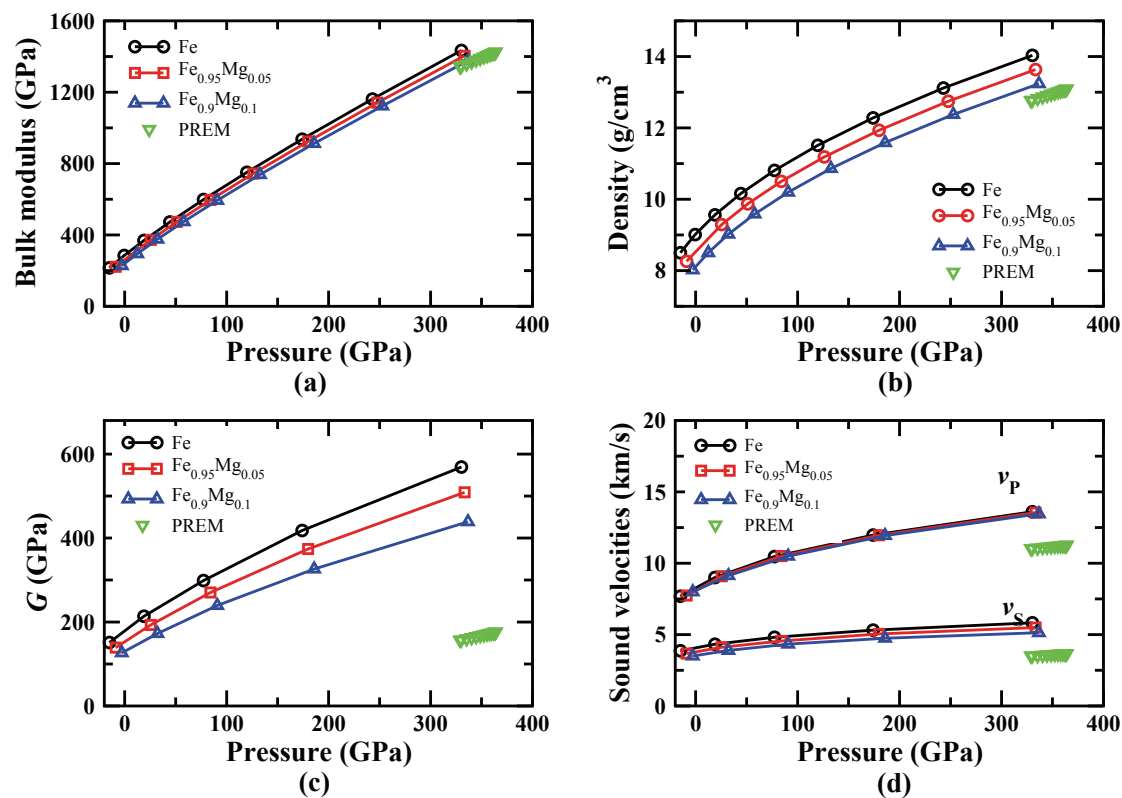 Bulk modulus (GPa)
1600
1200
800
400
0
Fe
Fe0.95Mg0.05
Fe0.9Mg0.1
PREM
0 100 200 300 400
Pressure (GPa)
(a)
Density (g/cm3
)
14
12
10
8
Fe
Fe0.95Mg0.05
Fe0.9Mg0.1
PREM
0 100 200 300 400
Pressure (GPa)
(b)
G (GPa)
600
400
200
0
Fe
Fe0.95Mg0.05
Fe0.9Mg0.1
PREM
0 100 200 300 400
Pressure (GPa)
(c)
Sound velocities (km/s)
20
15
10
5
0
Fe
Fe0.95Mg0.05
Fe0.9Mg0.1
PREM
vP
vS
0 100 200 300 400
Pressure (GPa)
(d)